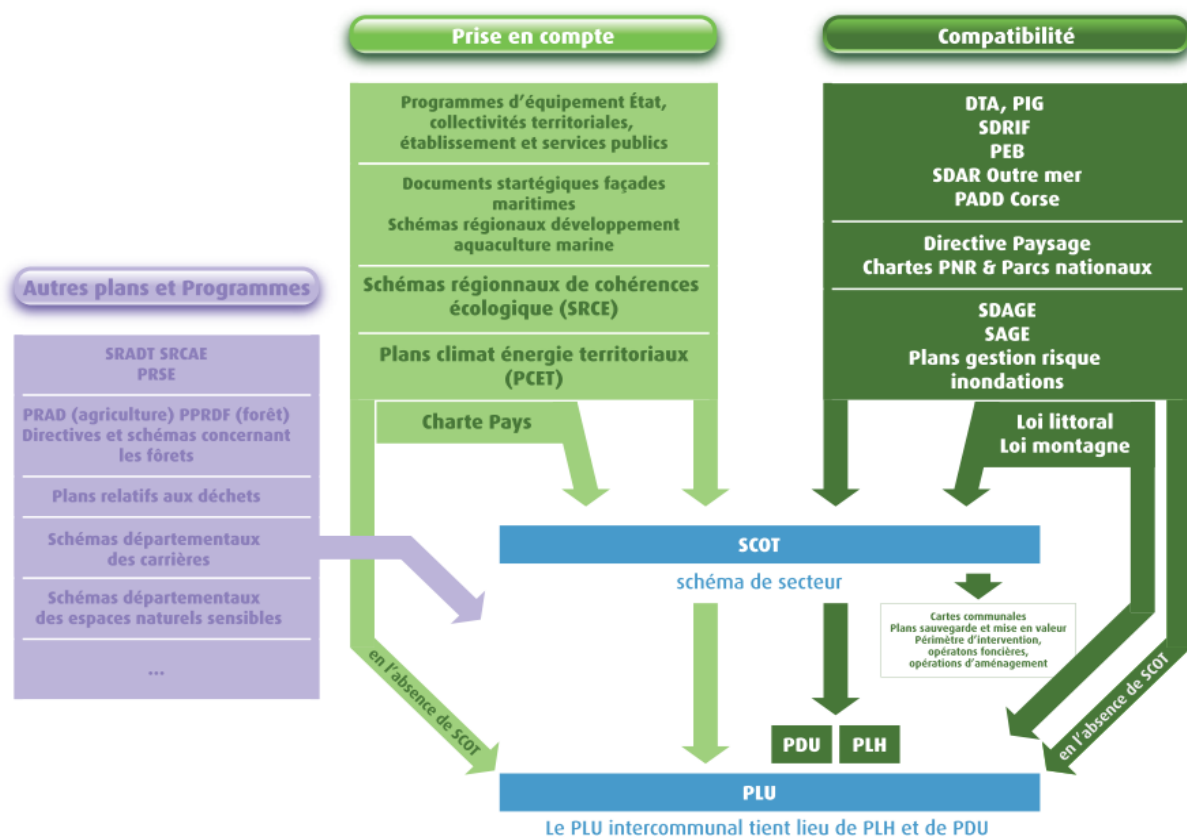 Prise en compte
Programmes d'équipement État,
collectivités territoriales,
établissement et services publics
Documents startégiques façades
maritimes
Schémas régionaux développement
aquaculture marine
Schémas régionnaux de cohérences
écologique (SRCE)
Plans climat énergie territoriaux
(PCET)
Charte Pays
Compatibilité
DTA, PIG
SDRIF
PEB
SDAR Outre mer
PADD Corse
Directive Paysage
Chartes PNR & Parcs nationaux
SDAGE
SAGE
Plans gestion risque
inondations
Loi littoral
Loi montagne
Autres plans et Programmes
SRADT SRCAE
PRSE
PRAD (agriculture) PPRDF (forêt)
Directives et schémas concernant
les fôrets
Plans relatifs aux déchets
Schémas départementaux
des carrières
Schémas départementaux
des espaces naturels sensibles
...
SCOT
schéma de secteur
Cartes communales
Plans sauvegarde et mise en valeur
Périmètre d'intervention,
opératons foncières,
opérations d'aménagement
en l'absence de SCOT
en l'absence de SCOT
PDU
PLH
PLU
Le PLU intercommunal tient lieu de PLH et de PDU